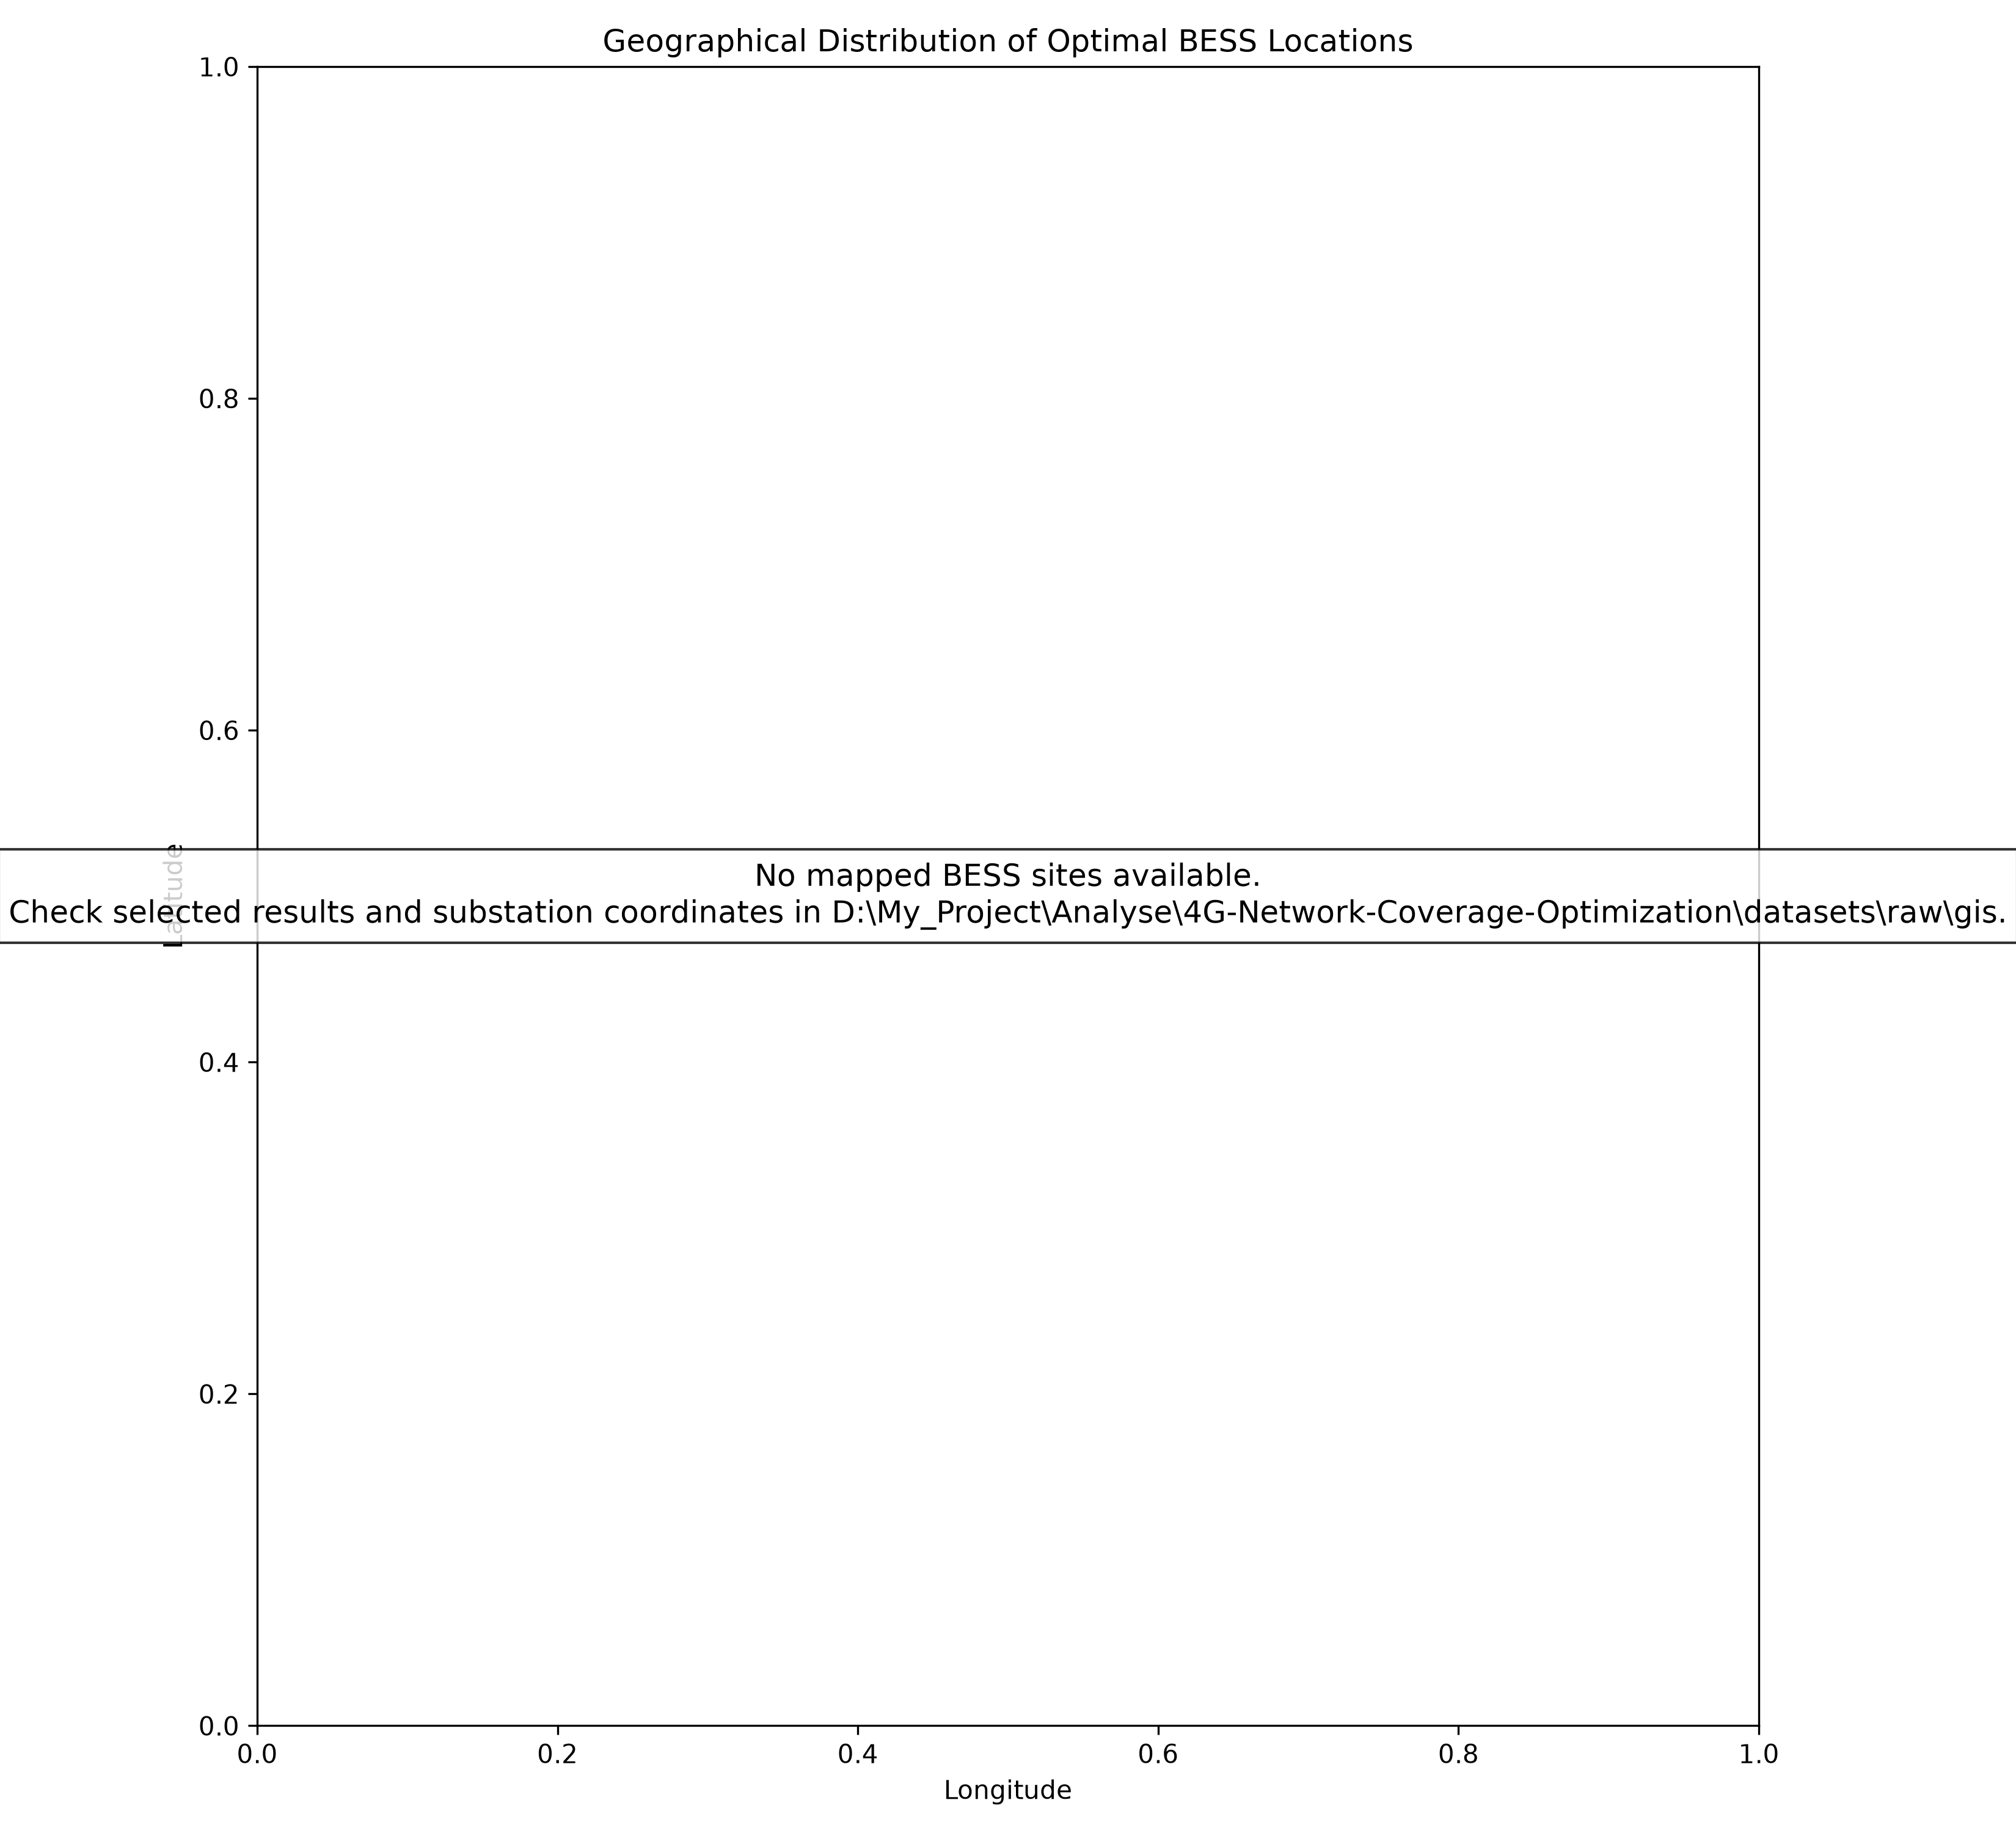 Geographical Distribution of Optimal BESS Locations
1.0
0.8
0.6
Latitude
No mapped BESS sites available.
Check selected results and substation coordinates in D:\My_Project\Analyse\4G-Network-Coverage-Optimization\datasets\raw\gis.
0.4
0.2
0.0
0.0 0.2 0.4 0.6 0.8 1.0
Longitude